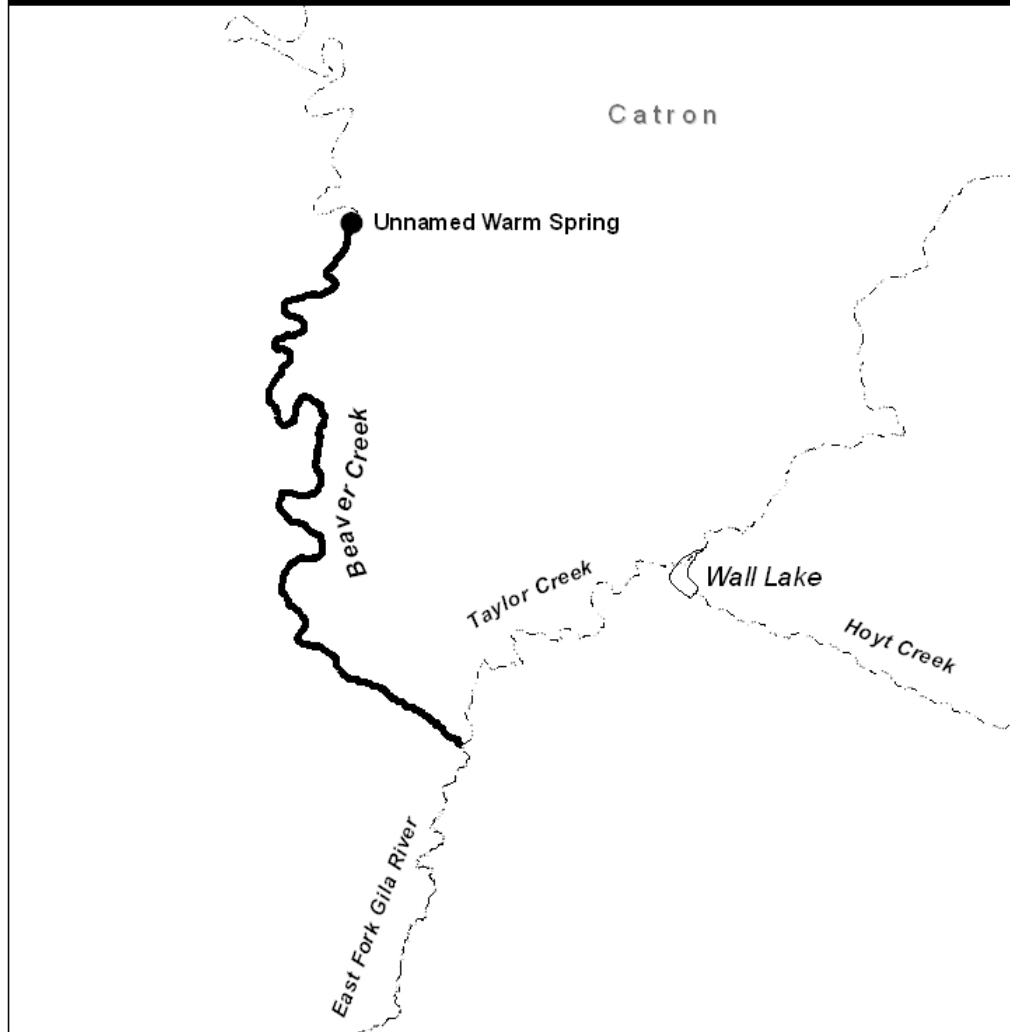 Catron
Unnamed Warm Spring
Beaver Creek
Taylor Creek
Wall Lake
Hoyt Creek
East Fork Gila River